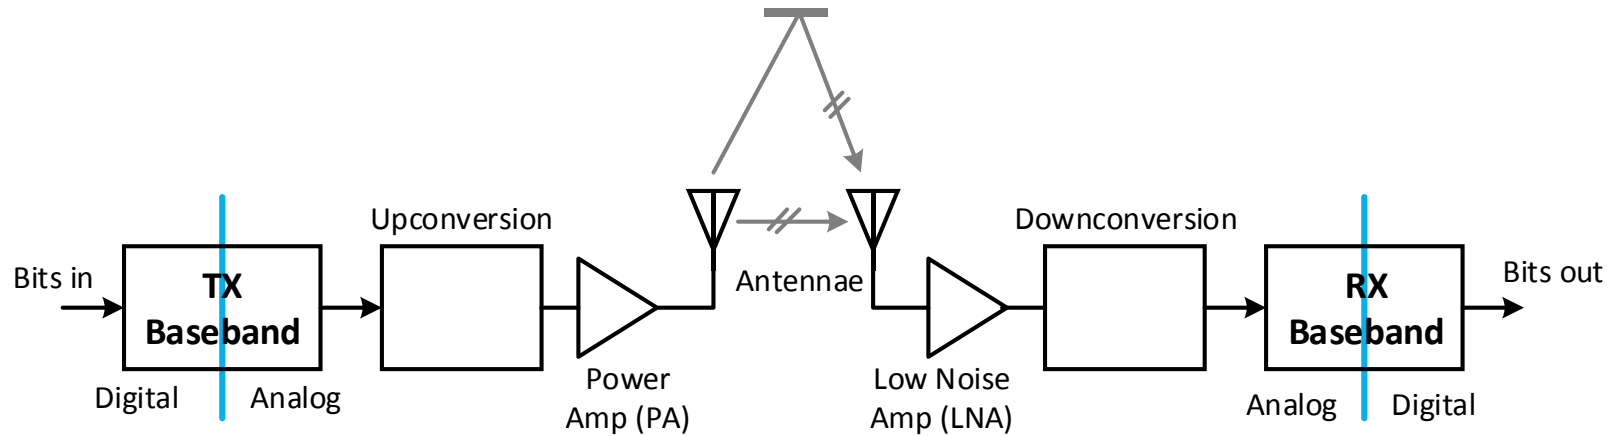 Upconversion
Downconversion
Bits in
TX
Baseband
Antennae
RX
Baseband
Bits out
Digital
Analog
Power
Amp (PA)
Low Noise
Amp (LNA)
Analog
Digital